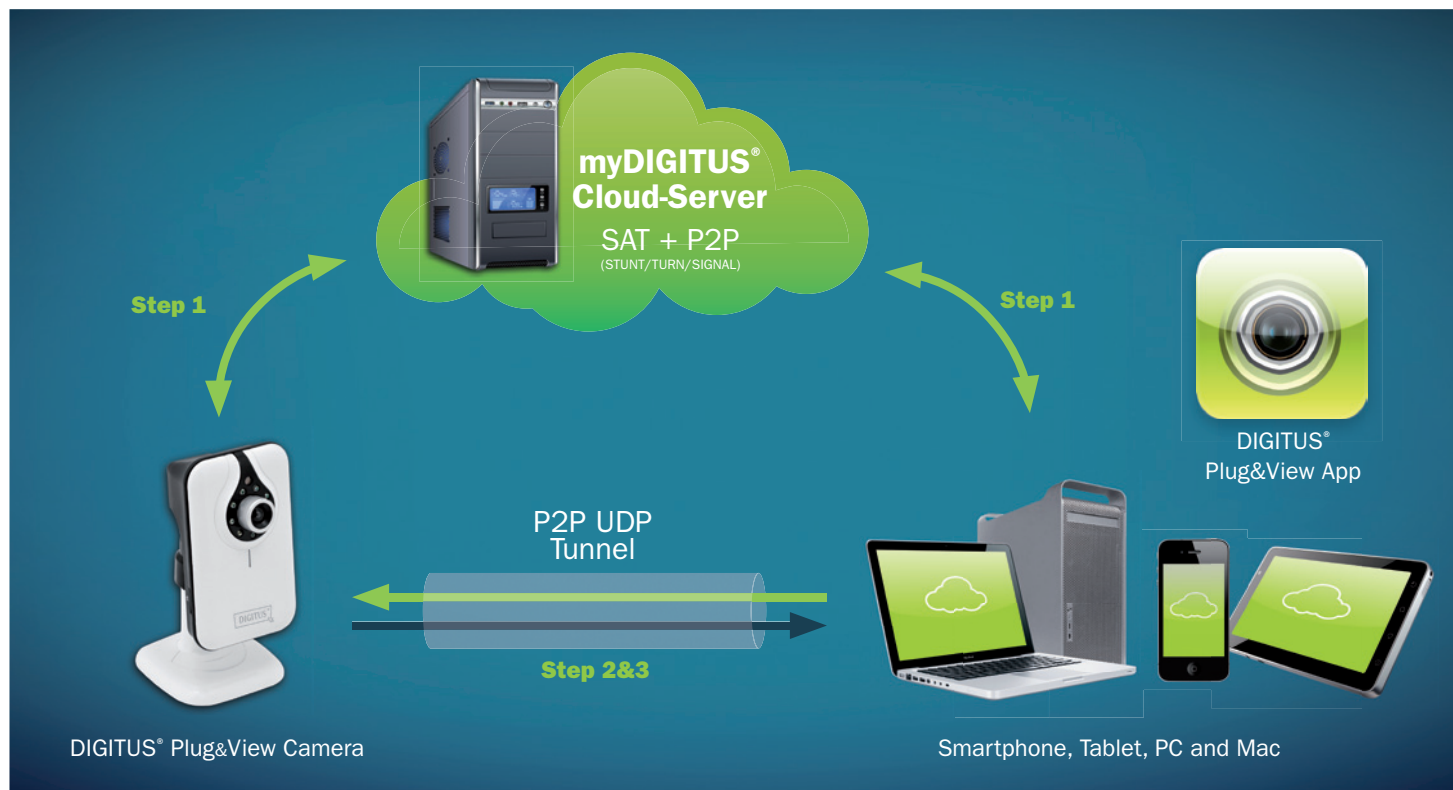 myDIGITUS®
Cloud-Server
SAT + P2P
(STUNT/TURN/SIGNAL)
Step 1
Step 1
DIGITUS®
Plug&View App
P2P UDP
Tunnel
DIGITUS®
Step 2&3
DIGITUS® Plug&View Camera
Smartphone, Tablet, PC and Mac